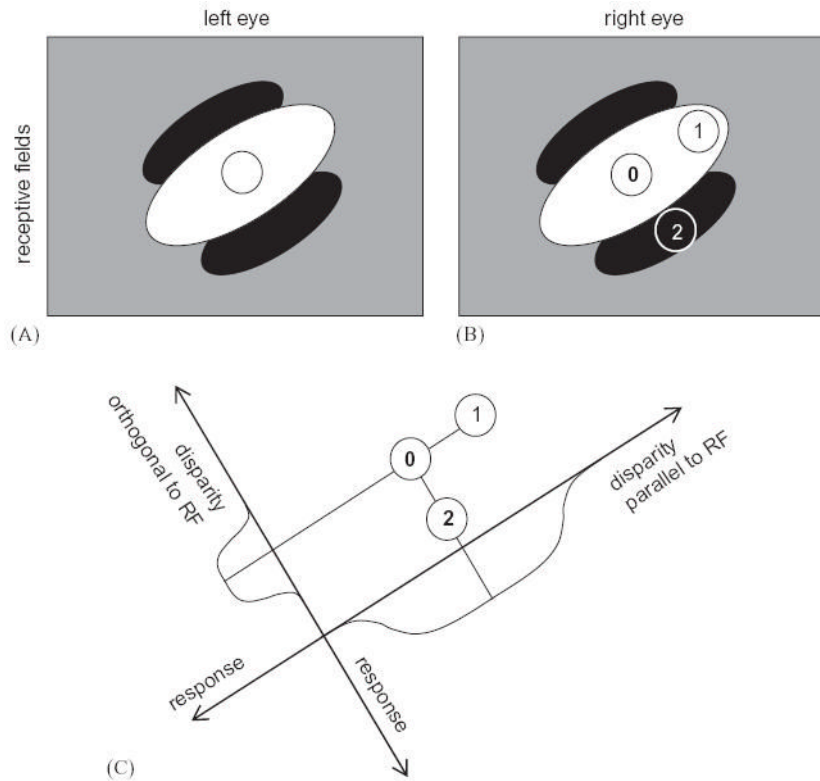 left eye
right eye
receptive fields
1
0
2
(A)
(B)
disparity
orthogonal to RF
1
0
2
disparity
parallel to RF
response
response
(C)